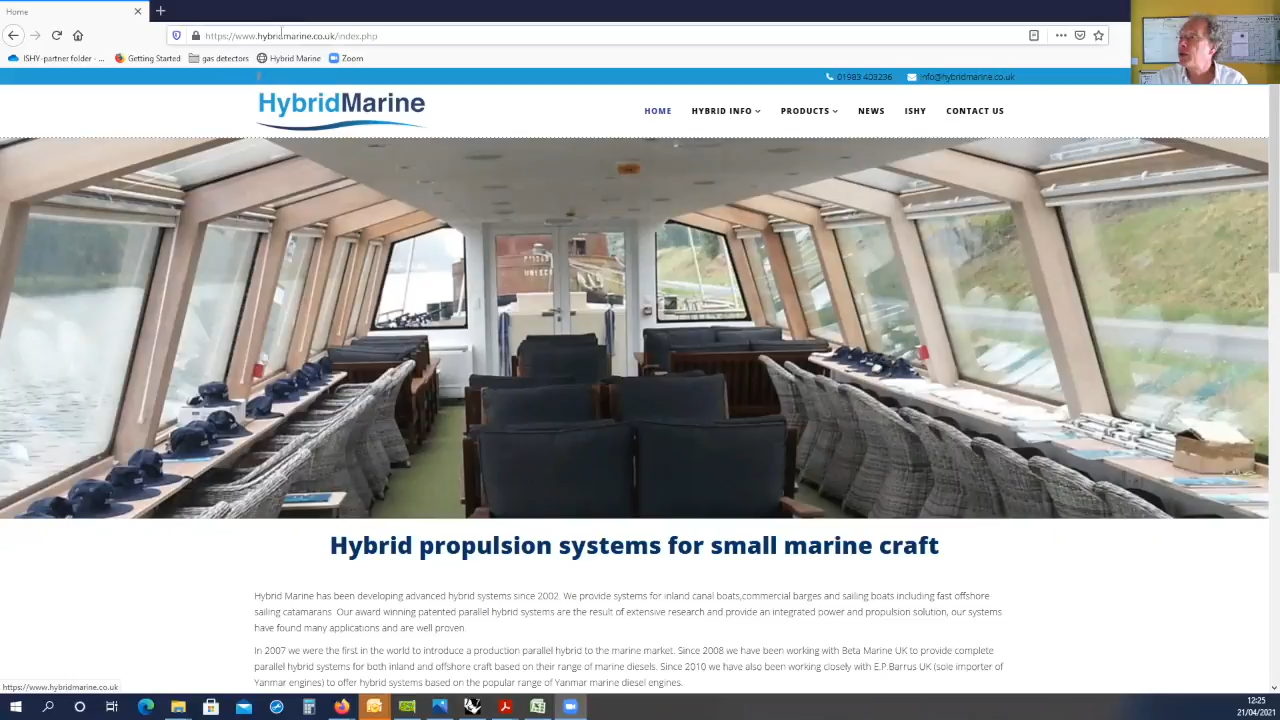 Home
https://www.hybridmarine.co.uk/index.php
ISHY-partner folder - ...
Getting Started
gas detectors
Hybrid Marine
Zoom
01983 403236
info@hybridmarine.co.uk
HybridMarine
HOME
HYBRID INFO
PRODUCTS
NEWS
ISHY
CONTACT US
Hybrid propulsion systems for small marine craft
Hybrid Marine has been developing advanced hybrid systems since 2002. We provide systems for inland canal boats,commercial barges and sailing boats including fast offshore
sailing catamarans. Our award winning patented parallel hybrid systems are the result of extensive research and provide an integrated power and propulsion solution, our systems
have found many applications and are well proven.
In 2007 we were the first in the world to introduce a production parallel hybrid to the marine market. Since 2008 we have been working with Beta Marine UK to provide complete
parallel hybrid systems for both inland and offshore craft based on their range of marine diesels. Since 2010 we have also been working closely with E.P.Barrus UK (sole importer of
Yanmar engines) to offer hybrid systems based on the popular range of Yanmar marine diesel engines.
https://www.hybridmarine.co.uk
12:25
21/04/2021